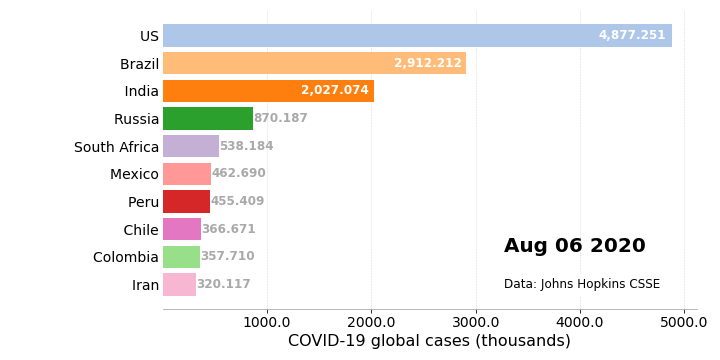 US 4,877.251
Brazil 2,912.212
India 2,027.074
Russia 870.187
South Africa 538.184
Mexico 462.690
Peru 455.409
Chile 366.671
Colombia 357.710
Iran 320.117
Aug 06 2020
Data: Johns Hopkins CSSE
1000.0 2000.0 3000.0 4000.0 5000.0
COVID-19 global cases (thousands)